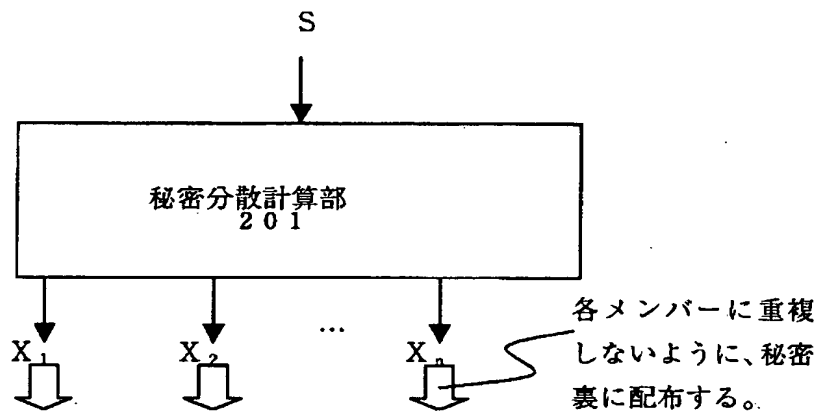 S
秘密分散計算部
201
X₁ X₂ … Xₙ
各メンバーに重複
しないように、秘密
裏に配布する。